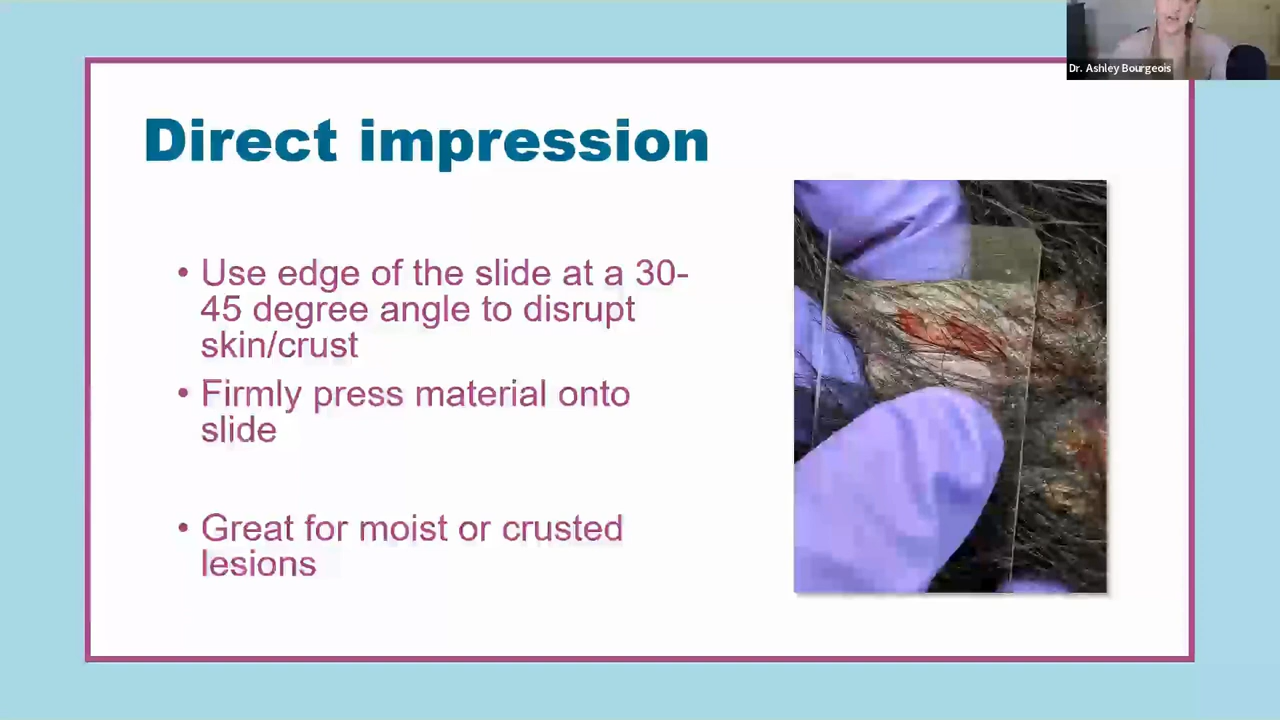 Dr. Ashley Bourgeois
Direct impression
• Use edge of the slide at a 30-
45 degree angle to disrupt
skin/crust
• Firmly press material onto
slide
• Great for moist or crusted
lesions